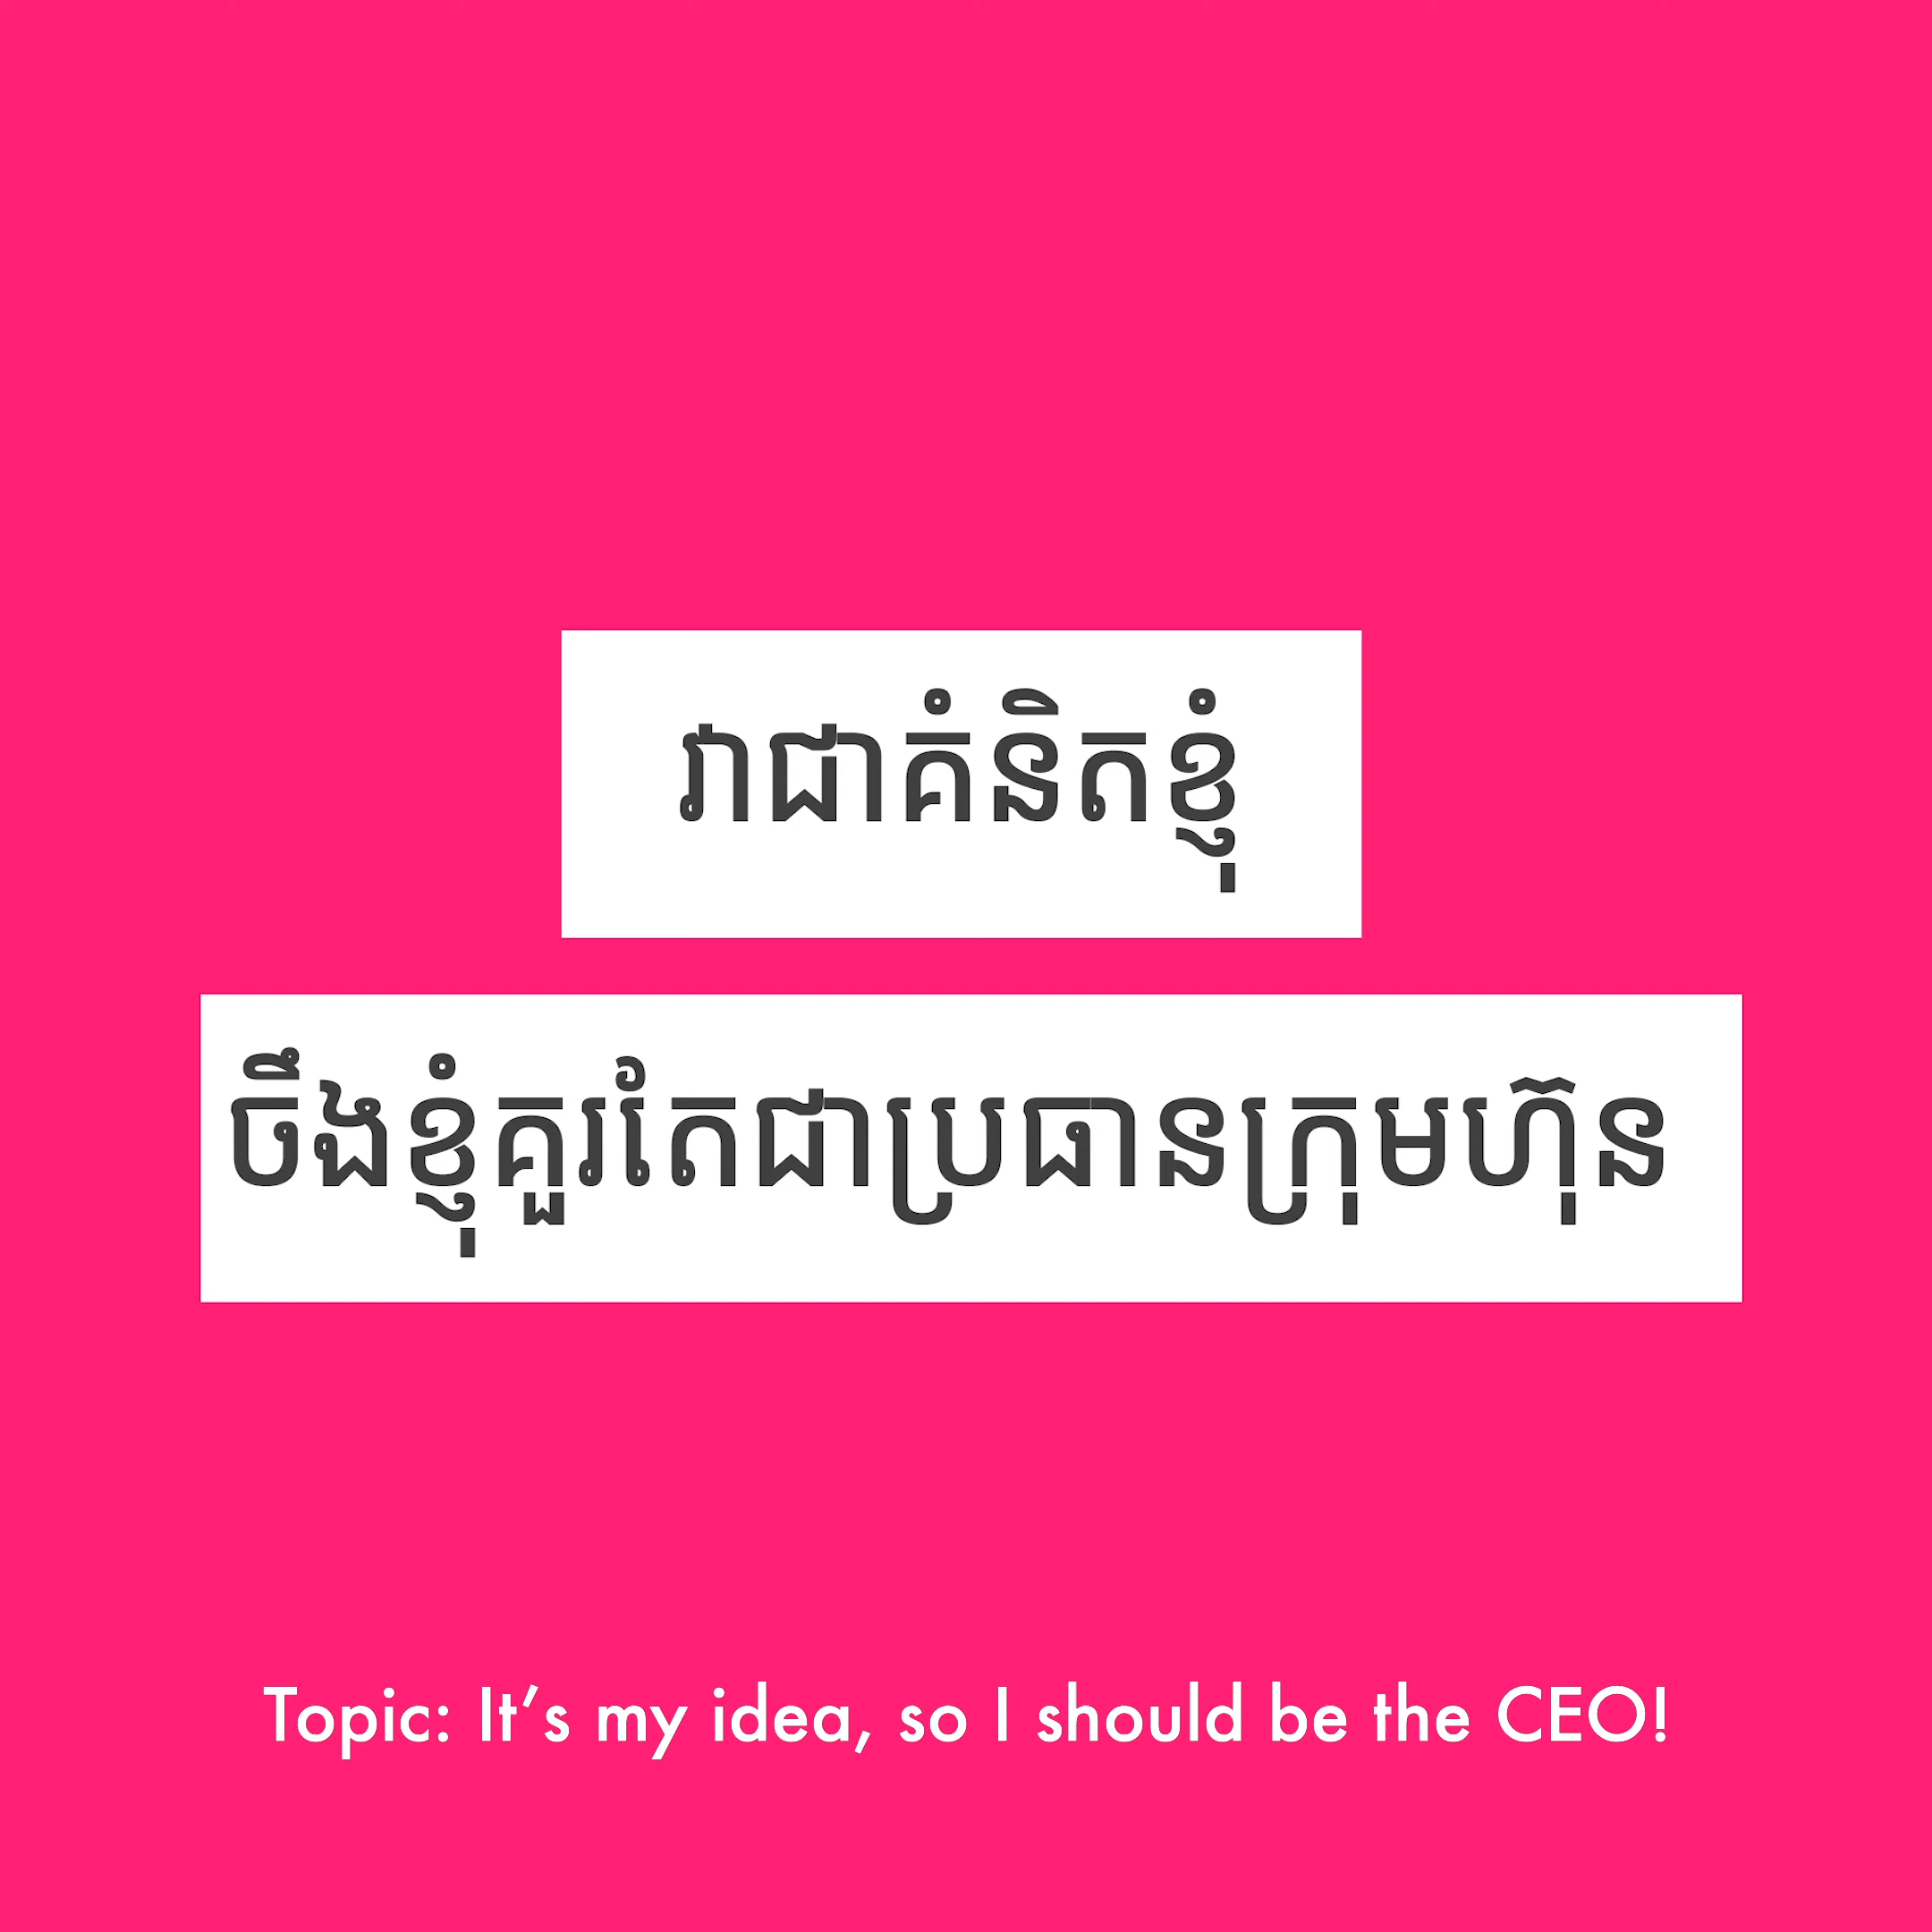 វាជាគំនិតខ្ញុំ
ចឹងខ្ញុំគួរតែជាប្រធានក្រុមហ៊ុន
Topic: It's my idea, so I should be the CEO!